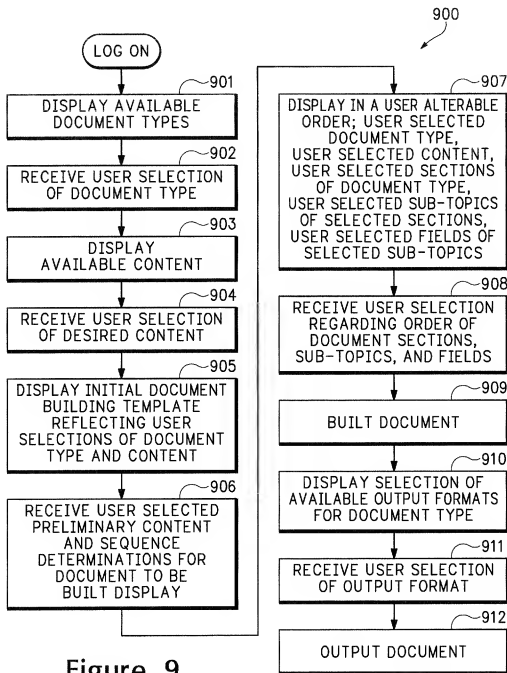 900
LOG ON
901
DISPLAY AVAILABLE
DOCUMENT TYPES
902
RECEIVE USER SELECTION
OF DOCUMENT TYPE
903
DISPLAY
AVAILABLE CONTENT
904
RECEIVE USER SELECTION
OF DESIRED CONTENT
905
DISPLAY INITIAL DOCUMENT
BUILDING TEMPLATE
REFLECTING USER
SELECTIONS OF DOCUMENT
TYPE AND CONTENT
906
RECEIVE USER SELECTED
PRELIMINARY CONTENT
AND SEQUENCE
DETERMINATIONS FOR
DOCUMENT TO BE
BUILT DISPLAY
907
DISPLAY IN A USER ALTERABLE
ORDER; USER SELECTED
DOCUMENT TYPE,
USER SELECTED CONTENT,
USER SELECTED SECTIONS
OF DOCUMENT TYPE,
USER SELECTED SUB-TOPICS
OF SELECTED SECTIONS,
USER SELECTED FIELDS OF
SELECTED SUB-TOPICS
908
RECEIVE USER SELECTION
REGARDING ORDER OF
DOCUMENT SECTIONS,
SUB-TOPICS, AND FIELDS
909
BUILT DOCUMENT
910
DISPLAY SELECTION OF
AVAILABLE OUTPUT FORMATS
FOR DOCUMENT TYPE
911
RECEIVE USER SELECTION
OF OUTPUT FORMAT
912
OUTPUT DOCUMENT
Figure 9